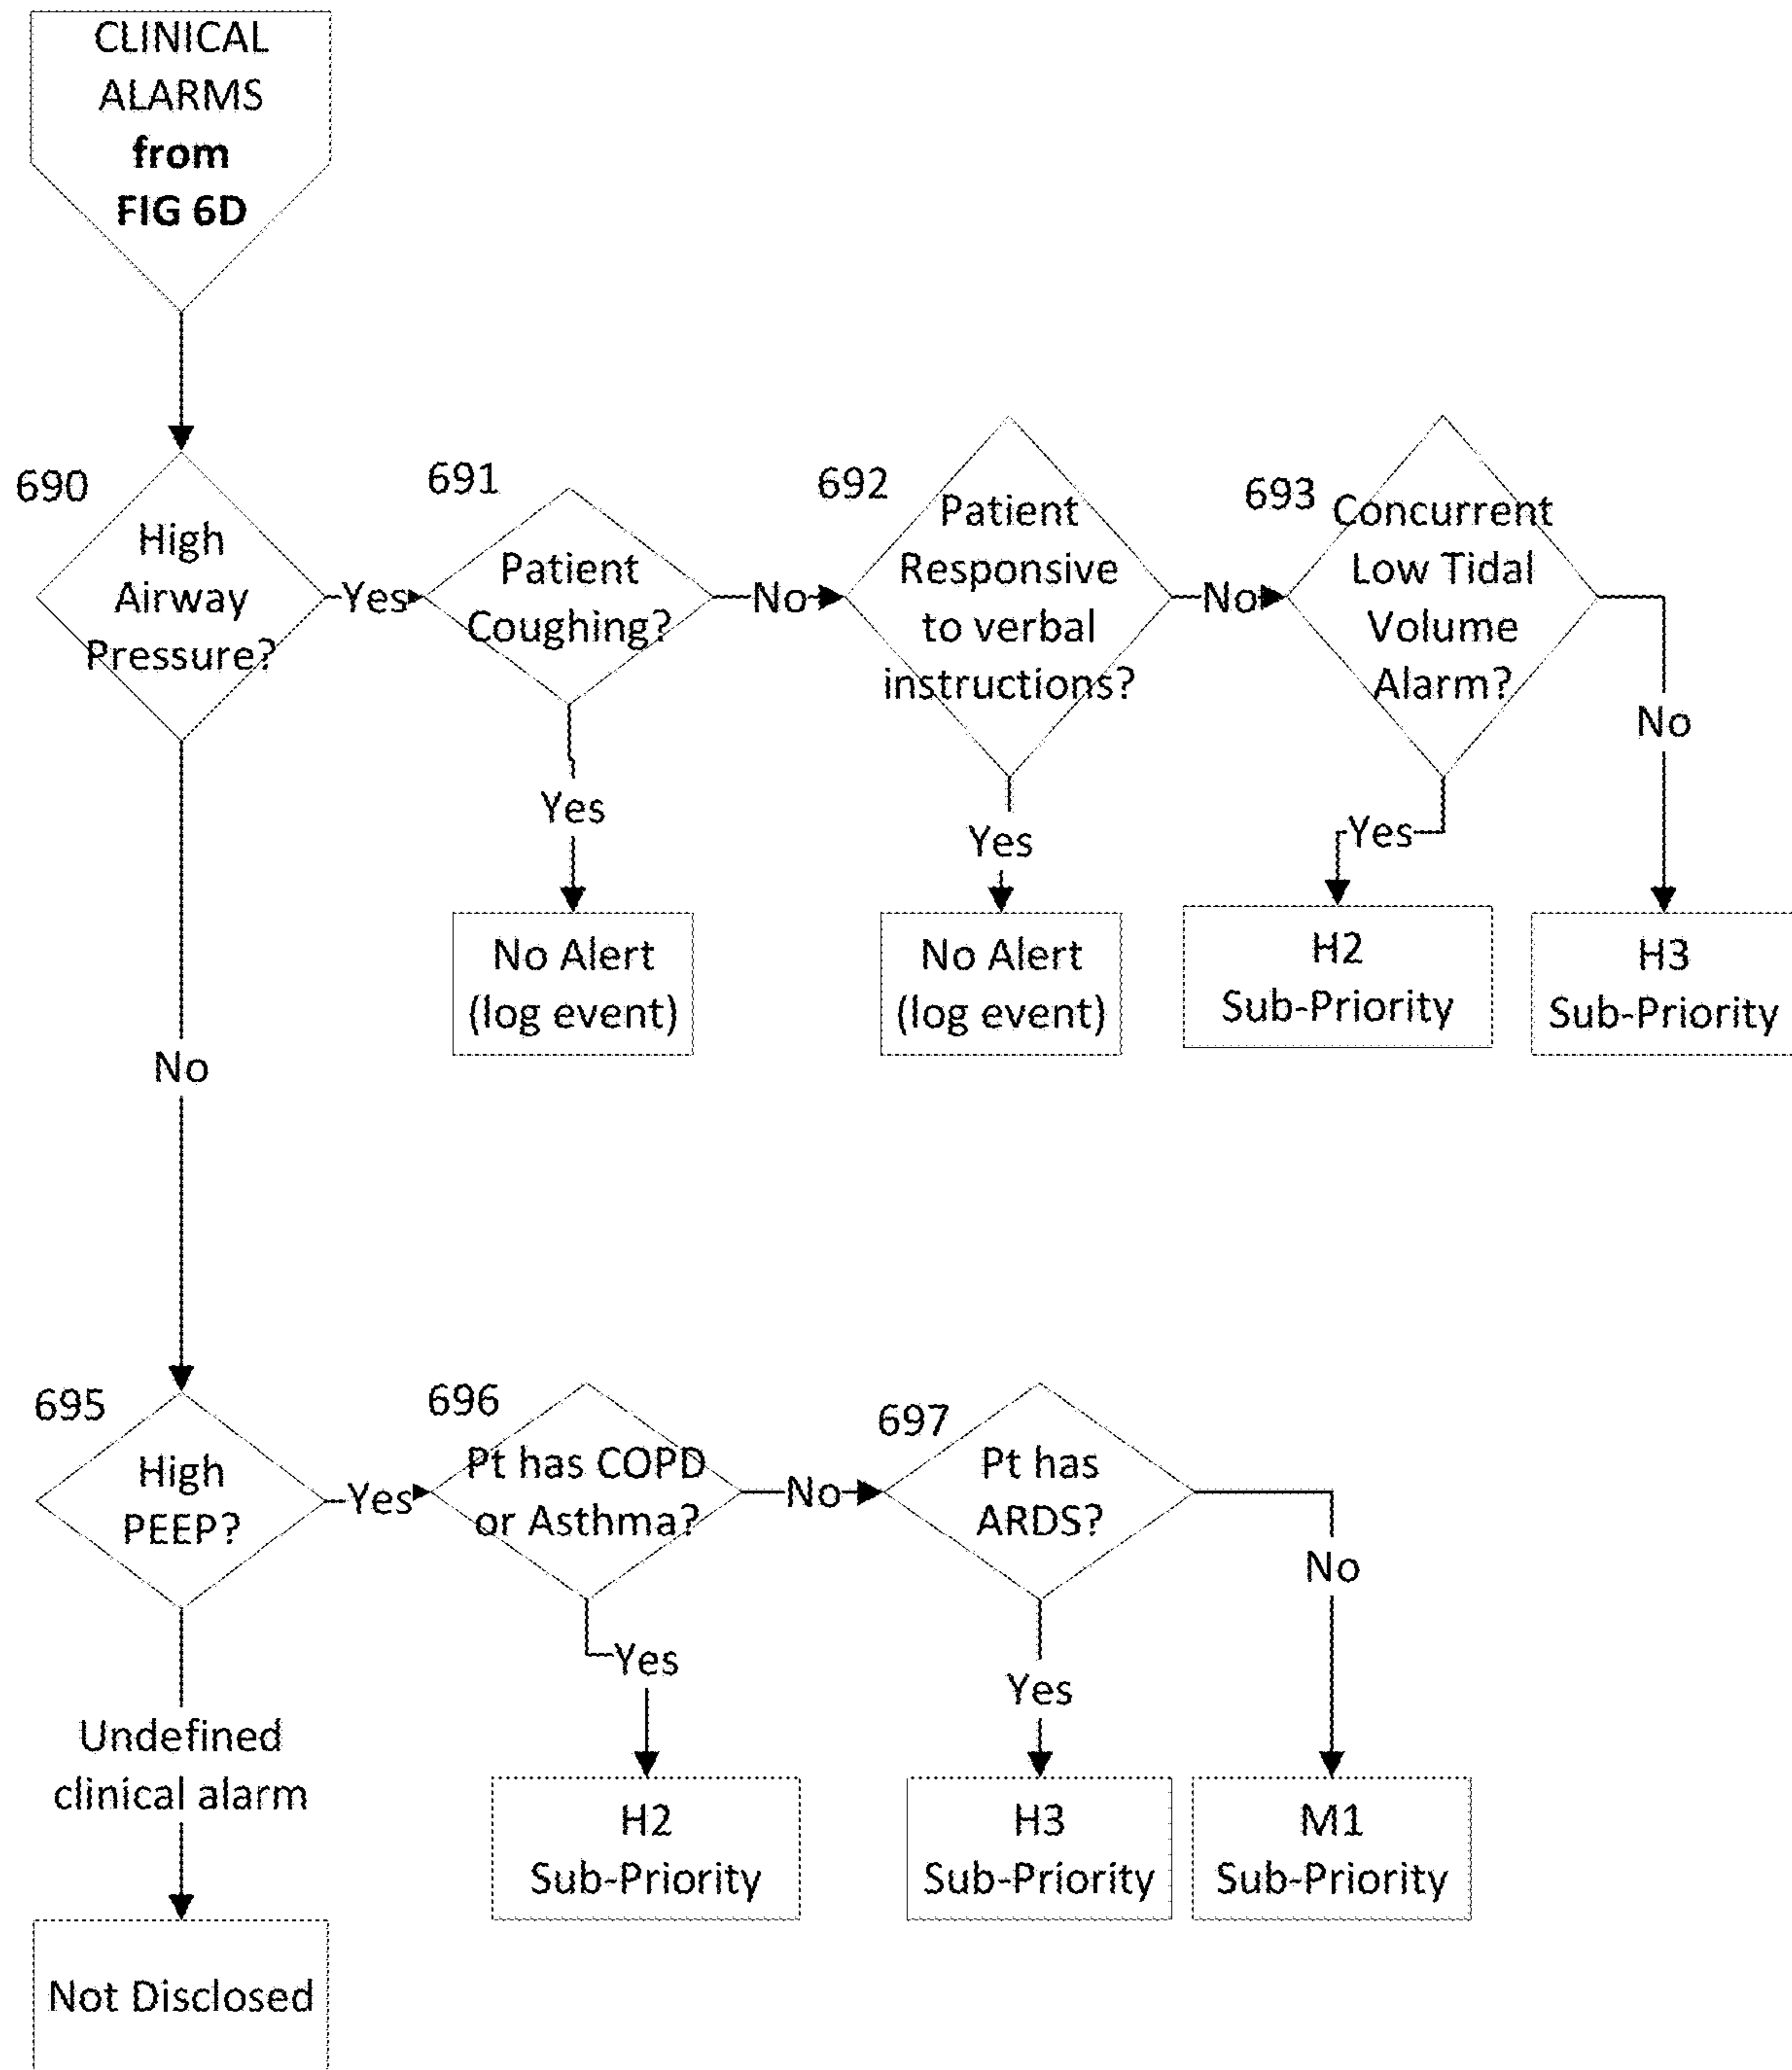 CLINICAL
ALARMS
from
FIG 6D
690
High
Airway
Pressure?
Yes
691
Patient
Coughing?
No
692
Patient
Responsive
to verbal
instructions?
No
693
Concurrent
Low Tidal
Volume
Alarm?
No
Yes
Yes
Yes
No Alert
(log event)
No Alert
(log event)
H2
Sub-Priority
H3
Sub-Priority
No
695
High
PEEP?
Yes
696
Pt has COPD
or Asthma?
No
697
Pt has
ARDS?
No
Yes
Yes
Undefined
clinical alarm
H2
Sub-Priority
H3
Sub-Priority
M1
Sub-Priority
Not Disclosed